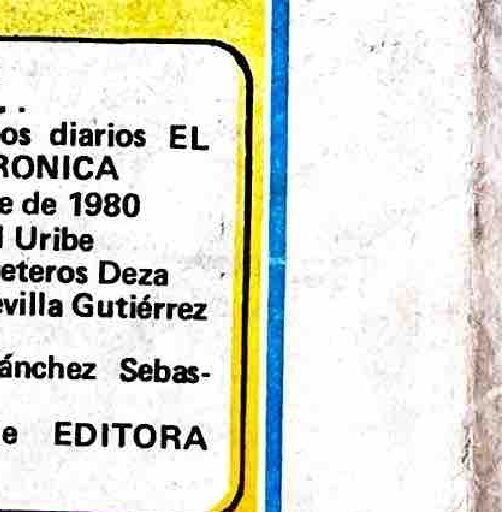 ..
os diarios EL
RONICA
e de 1980
l Uribe
eteros Deza
evilla Gutiérrez
ánchez Sebas-
e EDITORA